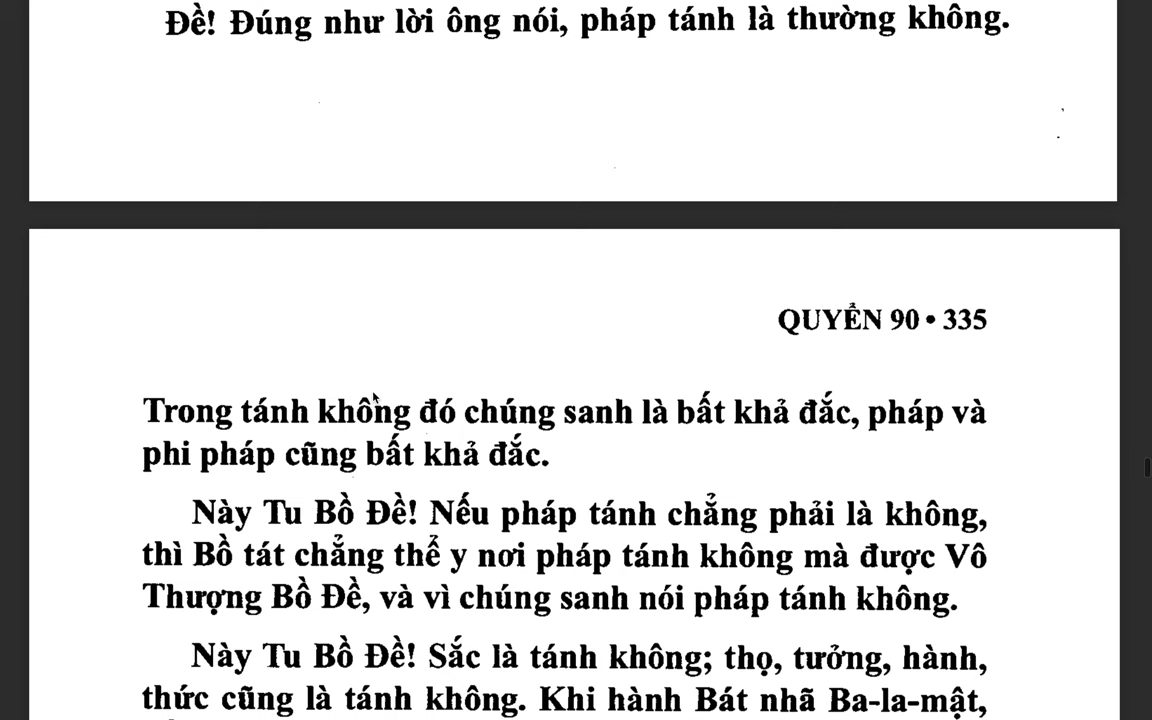 Đề! Đúng như lời ông nói, pháp tánh là thường không.
QUYỂN 90 • 335
Trong tánh không đó chúng sanh là bất khả đắc, pháp và
phi pháp cũng bất khả đắc.
Này Tu Bồ Đề! Nếu pháp tánh chẳng phải là không,
thì Bồ tát chẳng thể y nơi pháp tánh không mà được Vô
Thượng Bồ Đề, và vì chúng sanh nói pháp tánh không.
Này Tu Bồ Đề! Sắc là tánh không; thọ, tưởng, hành,
thức cũng là tánh không. Khi hành Bát nhã Ba-la-mật,